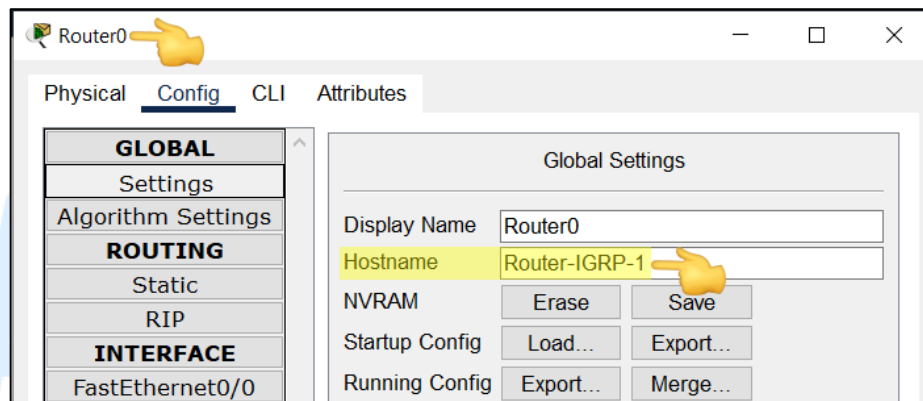 Router0
Physical Config CLI Attributes
GLOBAL
Settings
Algorithm Settings
ROUTING
Static
RIP
INTERFACE
FastEthernet0/0
Global Settings
Display Name Router0
Hostname Router-IGRP-1
NVRAM Erase Save
Startup Config Load... Export...
Running Config Export... Merge...